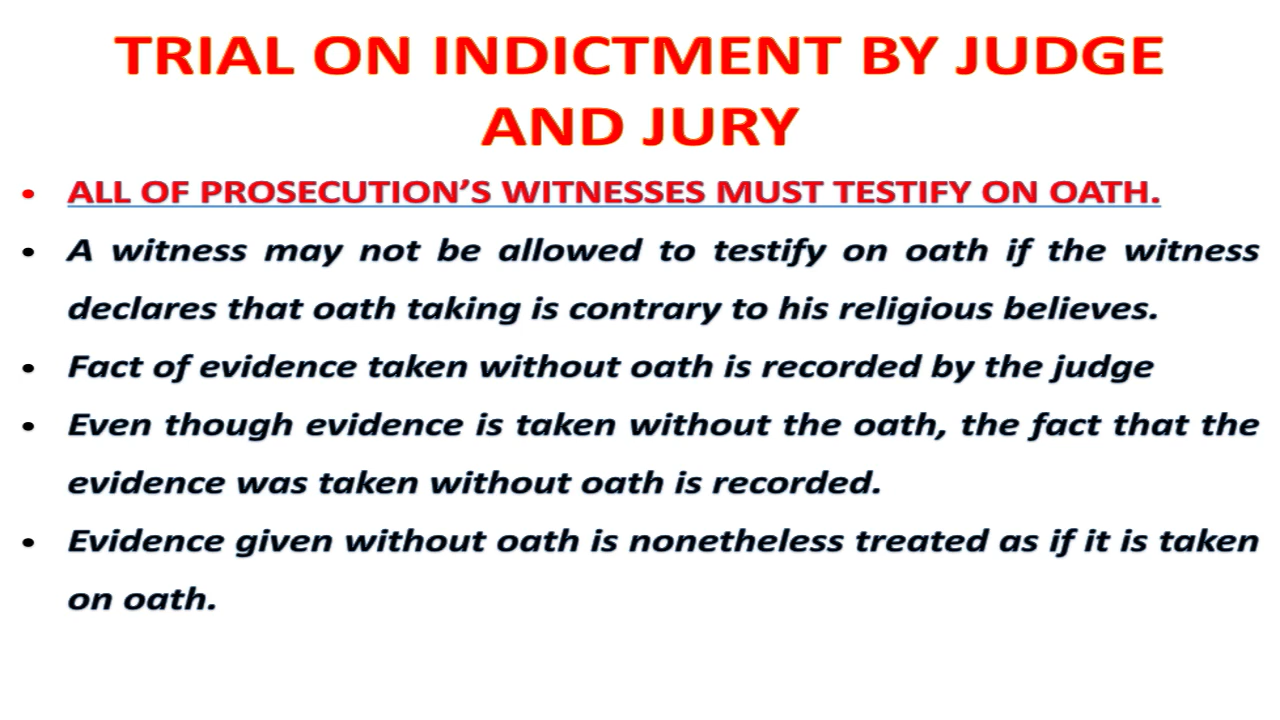 TRIAL ON INDICTMENT BY JUDGE
AND JURY
• ALL OF PROSECUTION’S WITNESSES MUST TESTIFY ON OATH.
• A witness may not be allowed to testify on oath if the witness
declares that oath taking is contrary to his religious believes.
• Fact of evidence taken without oath is recorded by the judge
• Even though evidence is taken without the oath, the fact that the
evidence was taken without oath is recorded.
• Evidence given without oath is nonetheless treated as if it is taken
on oath.